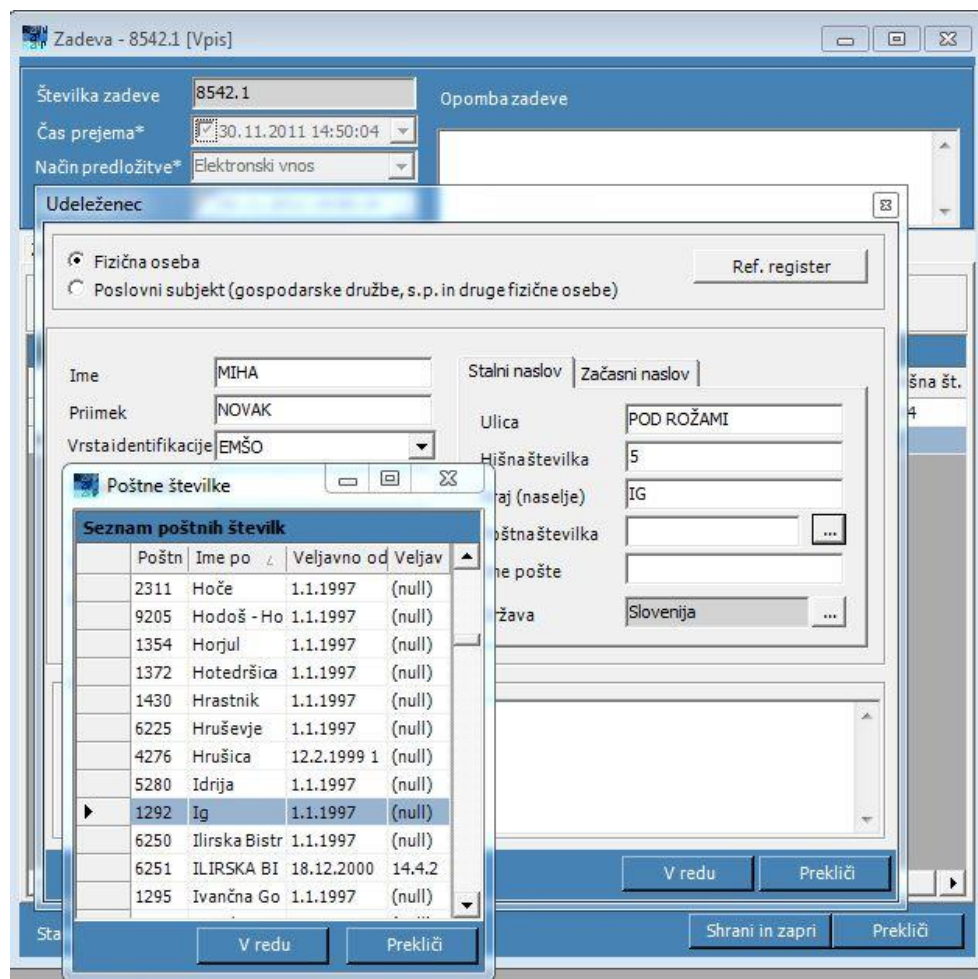 Zadeva - 8542.1 [Vpis]
Številka zadeve 8542.1 Opomba zadeve
Čas prejema* 30.11.2011 14:50:04
Način predložitve* Elektronski vnos
Udeleženec
Fizična oseba Ref. register
Poslovni subjekt (gospodarske družbe, s.p. in druge fizične osebe)
Ime MIHA Stalni naslov Začasni naslov
šna št.
Priimek NOVAK Ulica POD ROŽAMI
4
Vrsta identifikacije EMŠO Hišna številka 5
raj (naselje) IG
oštna številka ...
ne pošte
ržava Slovenija ...
Poštne številke
Seznam poštnih številk
Poštn Ime po Veljavno od Veljav
2311 Hoče 1.1.1997 (null)
9205 Hodoš - Ho 1.1.1997 (null)
1354 Horjul 1.1.1997 (null)
1372 Hotedršica 1.1.1997 (null)
1430 Hrastnik 1.1.1997 (null)
6225 Hruševje 1.1.1997 (null)
4276 Hrušica 12.2.1999 1 (null)
5280 Idrija 1.1.1997 (null)
1292 Ig 1.1.1997 (null)
6250 Ilirska Bistr 1.1.1997 (null)
6251 ILIRSKA BI 18.12.2000 14.4.2
1295 Ivančna Go 1.1.1997 (null)
V redu Prekliči
V redu Prekliči
Sta Shrani in zapri Prekliči